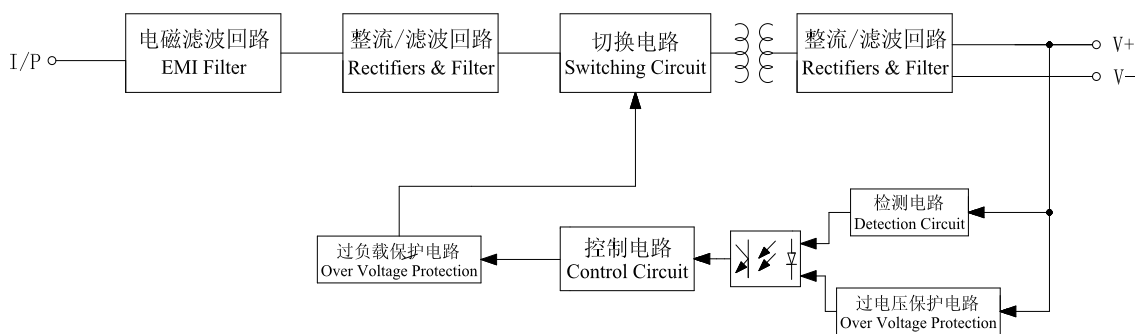 I/P
电磁滤波回路
EMI Filter
整流/滤波回路
Rectifiers & Filter
切换电路
Switching Circuit
整流/滤波回路
Rectifiers & Filter
V+
V-
检测电路
Detection Circuit
过负载保护电路
Over Voltage Protection
控制电路
Control Circuit
过电压保护电路
Over Voltage Protection